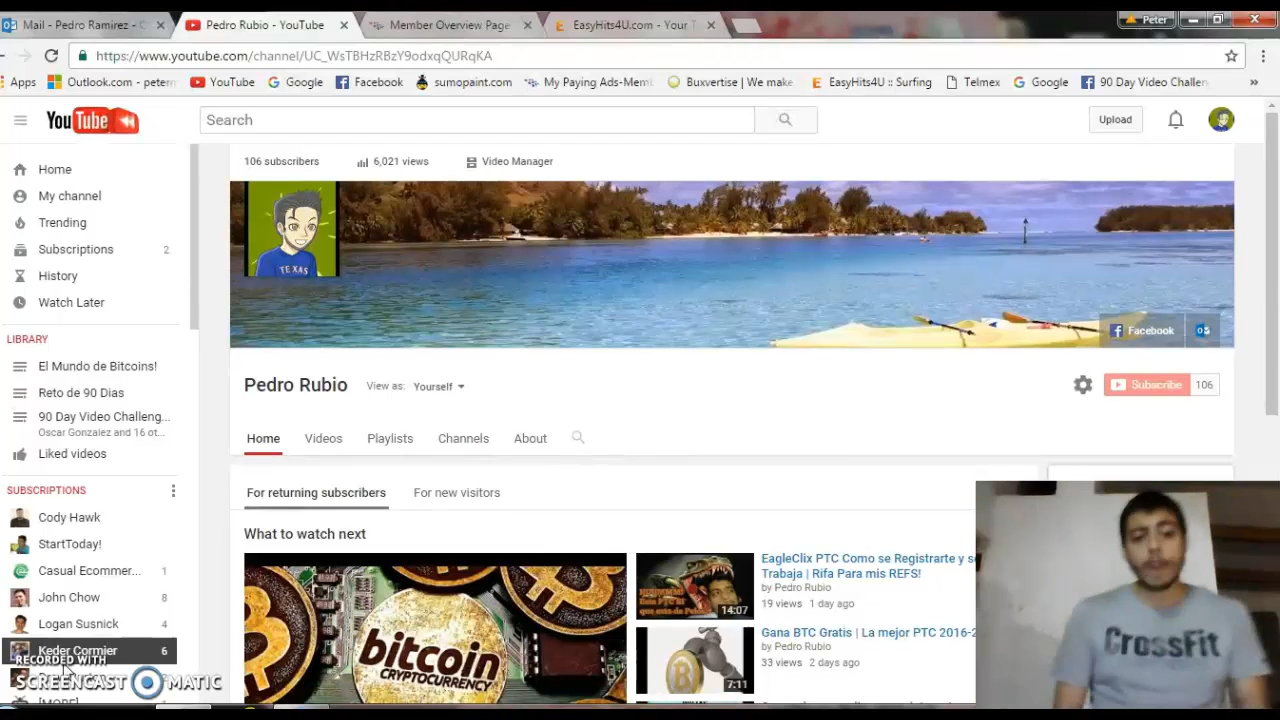 Mail - Pedro Ramirez - O
Pedro Rubio - YouTube
Member Overview Page
EasyHits4U.com - Your T
Peter
https://www.youtube.com/channel/UC_WsTBHzRBzY9odxqQURqKA
Apps
Outlook.com - peterm
YouTube
Google
Facebook
sumopaint.com
My Paying Ads-Memb
Buxvertise | We make
EasyHits4U :: Surfing
Telmex
Google
90 Day Video Challen
»
YouTube
Search
Upload
106 subscribers
6,021 views
Video Manager
Home
My channel
Trending
Subscriptions 2
History
Watch Later
TEXAS
Facebook
LIBRARY
El Mundo de Bitcoins!
Reto de 90 Dias
90 Day Video Challeng...
Oscar Gonzalez and 16 ot...
Liked videos
Pedro Rubio
View as: Yourself
Subscribe 106
Home
Videos
Playlists
Channels
About
SUBSCRIPTIONS
Cody Hawk
StartToday!
Casual Ecommer... 1
John Chow 8
Logan Susnick 4
Keder Cormier 6
[MORE]
RECORDED WITH
SCREENCAST MATIC
For returning subscribers
For new visitors
What to watch next
bitcoin
CRYPTOCURRENCY
14:07
EagleClix PTC Como se Registrarte y s
Trabaja | Rifa Para mis REFS!
by Pedro Rubio
19 views 1 day ago
7:11
Gana BTC Gratis | La mejor PTC 2016-2
by Pedro Rubio
33 views 2 days ago
CrossFit